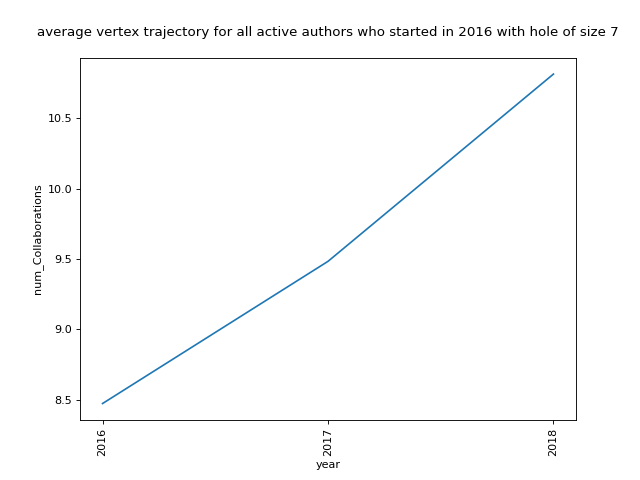 average vertex trajectory for all active authors who started in 2016 with hole of size 7
num_Collaborations
10.5
10.0
9.5
9.0
8.5
2016
2017
2018
year